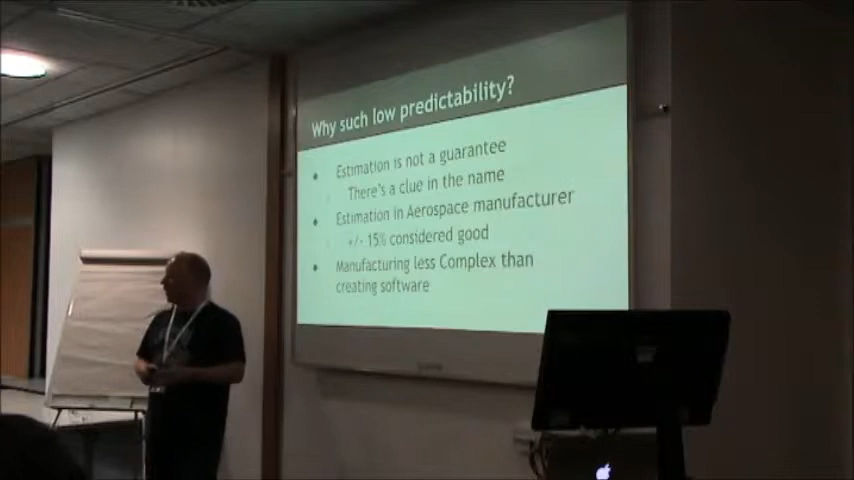 Why such low predictability?
Estimation is not a guarantee
There's a clue in the name
Estimation in Aerospace manufacturer
+/- 15% considered good
Manufacturing less Complex than
creating software